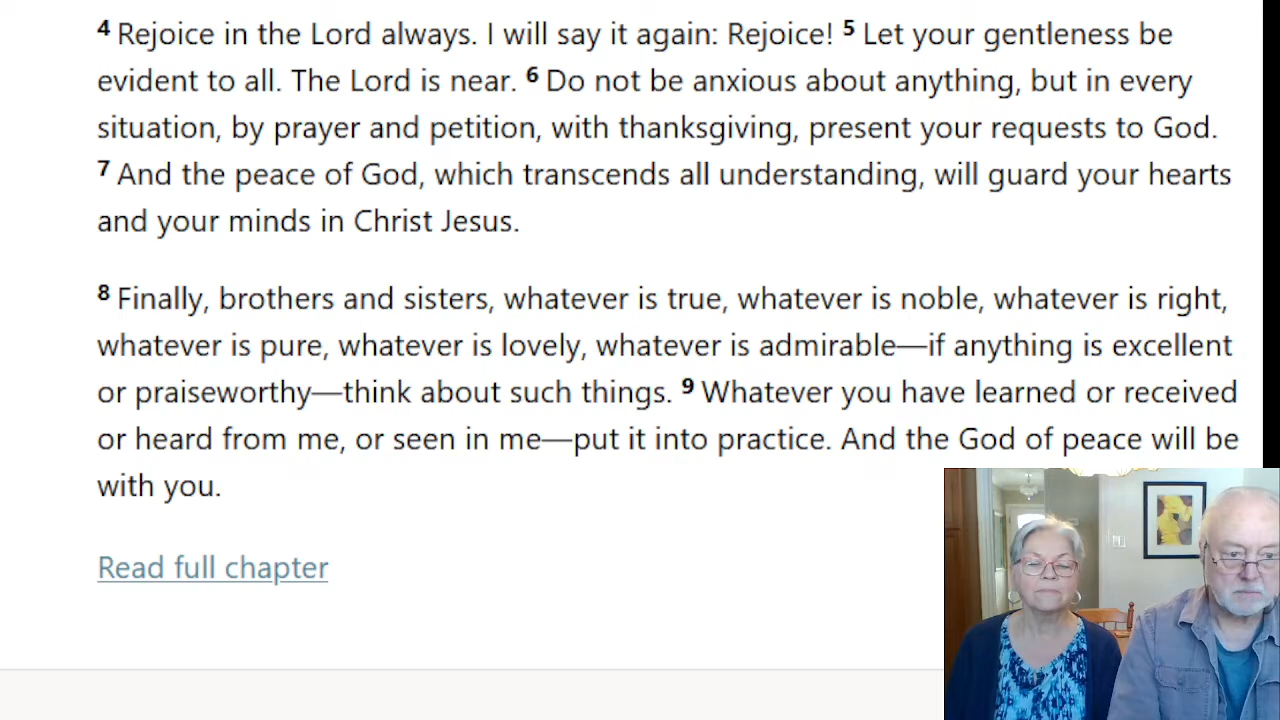 4 Rejoice in the Lord always. I will say it again: Rejoice! 5 Let your gentleness be
evident to all. The Lord is near. 6 Do not be anxious about anything, but in every
situation, by prayer and petition, with thanksgiving, present your requests to God.
7 And the peace of God, which transcends all understanding, will guard your hearts
and your minds in Christ Jesus.
8 Finally, brothers and sisters, whatever is true, whatever is noble, whatever is right,
whatever is pure, whatever is lovely, whatever is admirable—if anything is excellent
or praiseworthy—think about such things. 9 Whatever you have learned or received
or heard from me, or seen in me—put it into practice. And the God of peace will be
with you.
Read full chapter